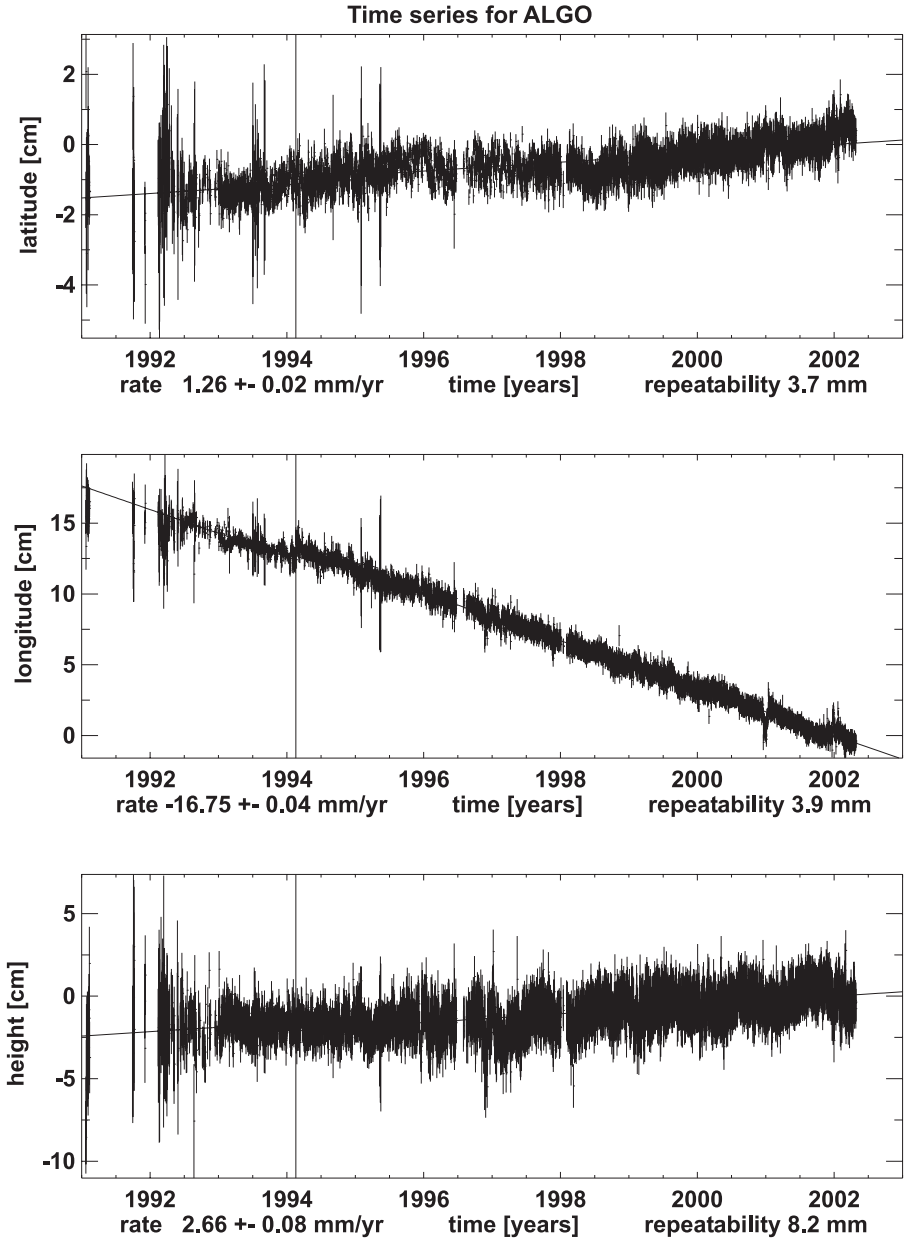 Time series for ALGO
latitude [cm]
2
0
-2
-4
1992 1994 1996 1998 2000 2002
rate 1.26 +- 0.02 mm/yr time [years] repeatability 3.7 mm
longitude [cm]
15
10
5
0
1992 1994 1996 1998 2000 2002
rate -16.75 +- 0.04 mm/yr time [years] repeatability 3.9 mm
height [cm]
5
0
-5
-10
1992 1994 1996 1998 2000 2002
rate 2.66 +- 0.08 mm/yr time [years] repeatability 8.2 mm